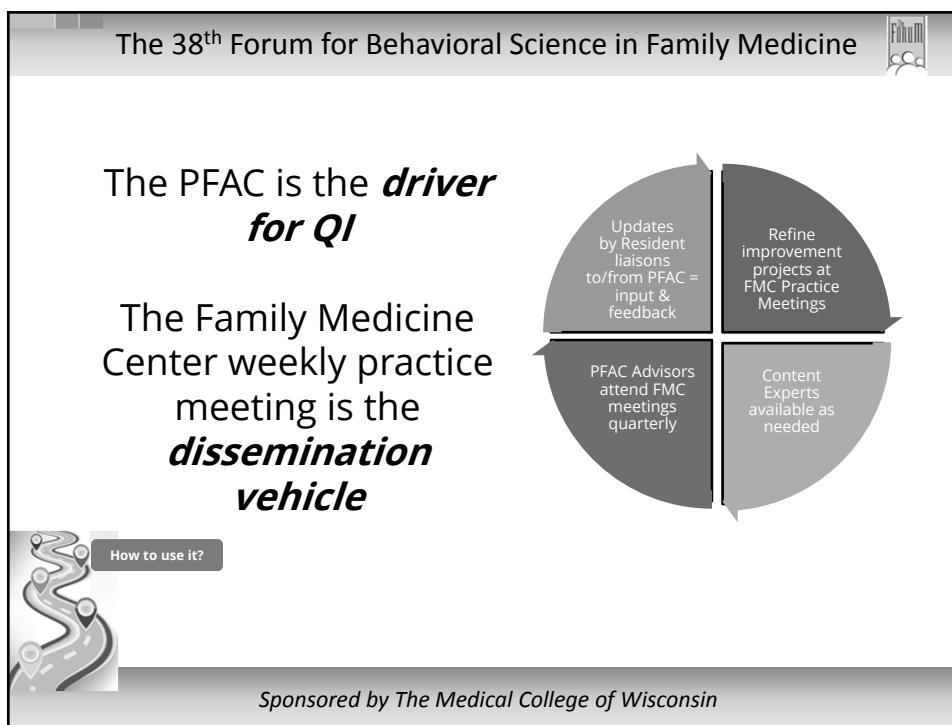 The 38th Forum for Behavioral Science in Family Medicine
The Forum
The PFAC is the driver
for QI
The Family Medicine
Center weekly practice
meeting is the
dissemination
vehicle
Updates
by Resident
liaisons
to/from PFAC =
input &
feedback
Refine
improvement
projects at
FMC Practice
Meetings
PFAC Advisors
attend FMC
meetings
quarterly
Content
Experts
available as
needed
How to use it?
Sponsored by The Medical College of Wisconsin